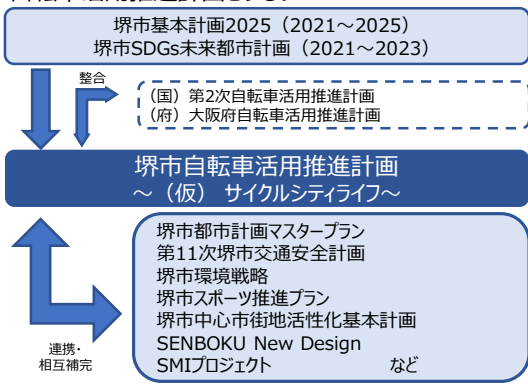 堺市基本計画2025（2021～2025）
堺市SDGs未来都市計画（2021～2023）
整合
（国）第2次自転車活用推進計画
（府）大阪府自転車活用推進計画
堺市自転車活用推進計画
～（仮） サイクルシティライフ～
堺市都市計画マスタープラン
第11次堺市交通安全計画
堺市環境戦略
堺市スポーツ推進プラン
堺市中心市街地活性化基本計画
SENBOKU New Design
SMIプロジェクト など
連携・
相互補完